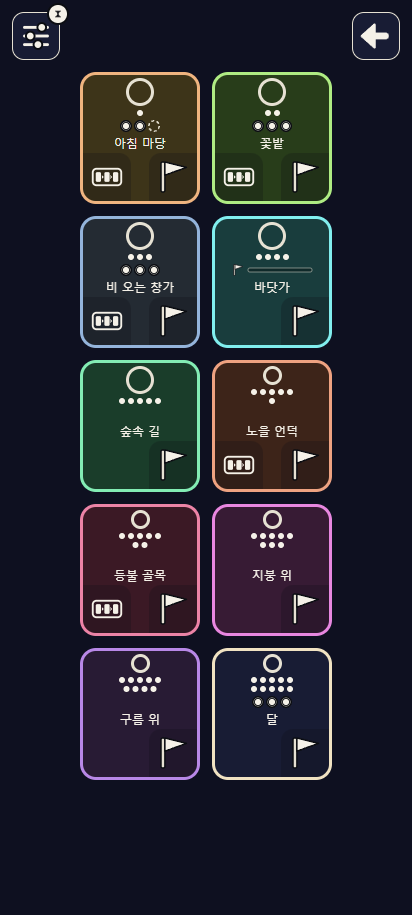 아침 마당
꽃밭
비 오는 창가
바닷가
숲속 길
노을 언덕
등불 골목
지붕 위
구름 위
달